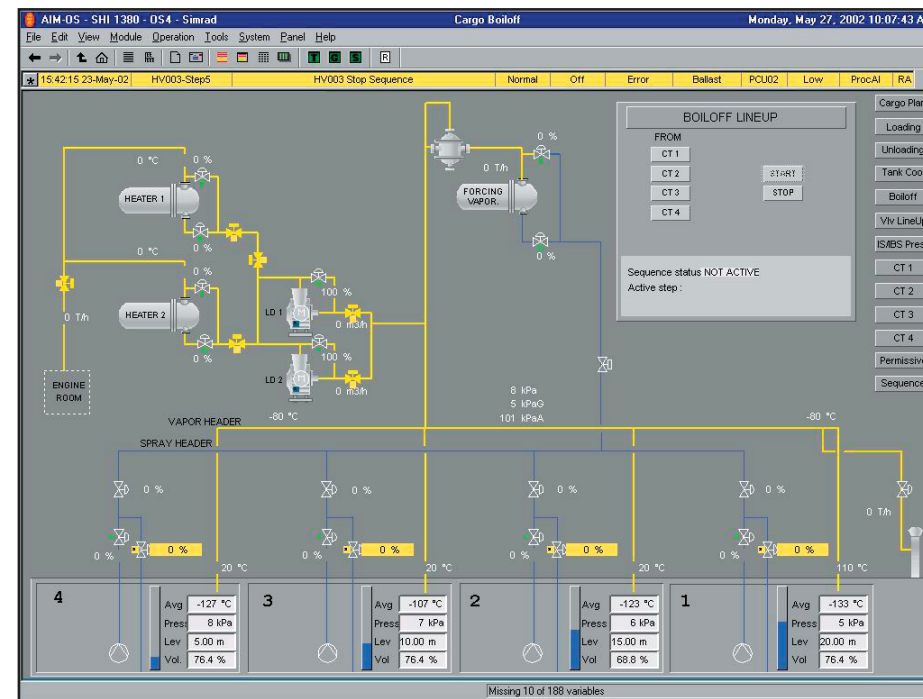 AIM-OS - SHI 1380 - OS4 - Simrad Cargo Boiloff Monday, May 27, 2002 10:07:43 A
File Edit View Module Operation Tools System Panel Help
T G S R
15:42:15 23-May-02 HV003-Step5 HV003 Stop Sequence Normal Off Error Ballast PCU02 Low ProcAl RA
Cargo Plan
Loading
Unloading
Tank Cool
Boiloff
Vlv LineUp
IS/IBS Pres
CT 1
CT 2
CT 3
CT 4
Permissive
Sequence
BOILOFF LINEUP
FROM
CT 1
CT 2 START
CT 3 STOP
CT 4
Sequence status NOT ACTIVE
Active step :
0 °C 0 %
HEATER 1
0 %
0 °C
0 %
HEATER 2
0 T/h
0 %
ENGINE
ROOM
100 %
LD 1 M
0 m3/h
100 %
LD 2 M
0 m3/h
0 %
0 T/h
FORCING
VAPOR.
0 %
6 kPa
5 kPaG
101 kPaA
VAPOR HEADER -80 °C -80 °C
SPRAY HEADER
0 % 0 % 0 % 0 %
0 T/h
0 % 0 % 0 % 0 % 0 % 0 % 0 % 0 %
20 °C 20 °C 20 °C 110 °C
4
Avg -127 °C
Press 8 kPa
Lev 5.00 m
Vol. 76.4 %
3
Avg -107 °C
Press 7 kPa
Lev 10.00 m
Vol 76.4 %
2
Avg -123 °C
Press 6 kPa
Lev 15.00 m
Vol 68.8 %
1
Avg -133 °C
Press 5 kPa
Lev 20.00 m
Vol 76.4 %
Missing 10 of 188 variables